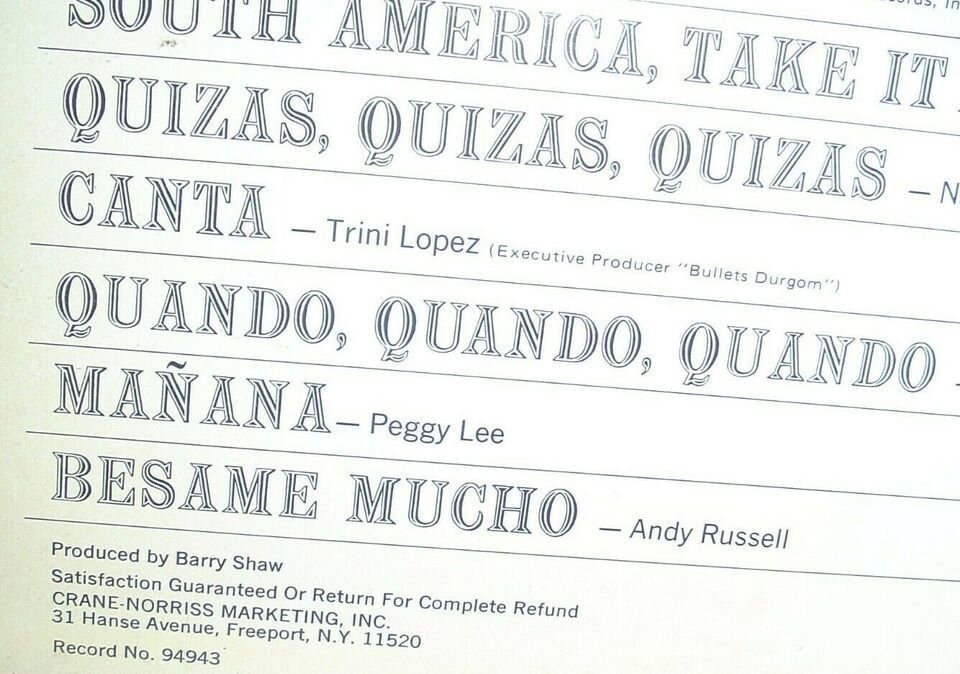 SOUTH AMERICA, TAKE IT
QUIZAS, QUIZAS, QUIZAS – N
CANTA – Trini Lopez (Executive Producer "Bullets Durgom")
QUANDO, QUANDO, QUANDO –
MAÑANA – Peggy Lee
BESAME MUCHO – Andy Russell
Produced by Barry Shaw
Satisfaction Guaranteed Or Return For Complete Refund
CRANE-NORRISS MARKETING, INC.
31 Hanse Avenue, Freeport, N.Y. 11520
Record No. 94943